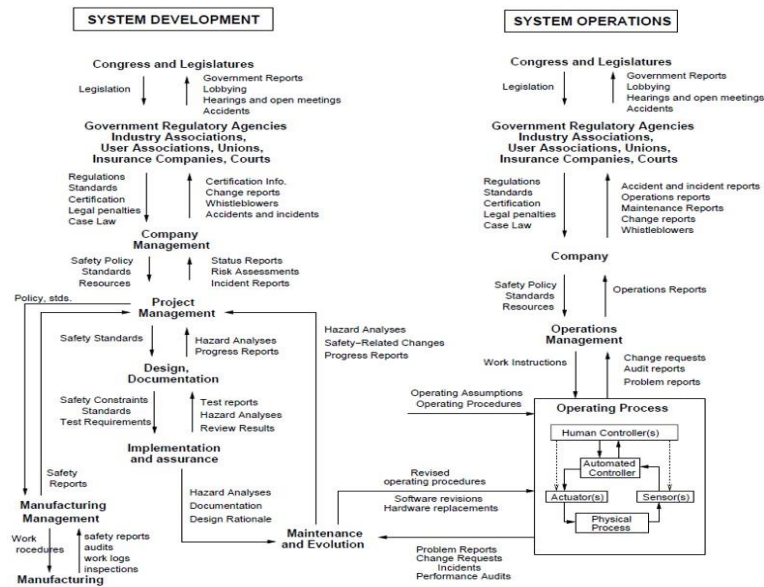 SYSTEM DEVELOPMENT
Congress and Legislatures
Legislation
Government Reports
Lobbying
Hearings and open meetings
Accidents
Government Regulatory Agencies
Industry Associations,
User Associations, Unions,
Insurance Companies, Courts
Regulations
Standards
Certification
Legal penalties
Case Law
Certification Info.
Change reports
Whistleblowers
Accidents and incidents
Company
Management
Safety Policy
Standards
Resources
Status Reports
Risk Assessments
Incident Reports
Policy, stds.
Project
Management
Safety Standards
Hazard Analyses
Progress Reports
Hazard Analyses
Safety-Related Changes
Progress Reports
Design,
Documentation
Safety Constraints
Standards
Test Requirements
Test reports
Hazard Analyses
Review Results
Implementation
and assurance
Safety
Reports
Hazard Analyses
Documentation
Design Rationale
Manufacturing
Management
Work
rocedures
safety reports
audits
work logs
inspections
Manufacturing
Maintenance
and Evolution
SYSTEM OPERATIONS
Congress and Legislatures
Legislation
Government Reports
Lobbying
Hearings and open meetings
Accidents
Government Regulatory Agencies
Industry Associations,
User Associations, Unions,
Insurance Companies, Courts
Regulations
Standards
Certification
Legal penalties
Case Law
Accident and incident reports
Operations reports
Maintenance Reports
Change reports
Whistleblowers
Company
Safety Policy
Standards
Resources
Operations Reports
Operations
Management
Work Instructions
Change requests
Audit reports
Problem reports
Operating Assumptions
Operating Procedures
Operating Process
Human Controller(s)
Automated
Controller
Actuator(s)
Sensor(s)
Physical
Process
Revised
operating procedures
Software revisions
Hardware replacements
Problem Reports
Change Requests
Incidents
Performance Audits